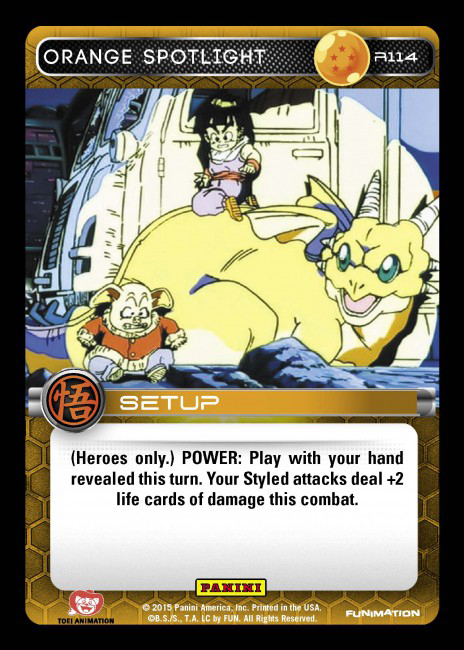 ORANGE SPOTLIGHT R114
悟 SETUP
(Heroes only.) POWER: Play with your hand
revealed this turn. Your Styled attacks deal +2
life cards of damage this combat.
PANINI
TOEI ANIMATION
© 2015 Panini America, Inc. Printed in the USA.
©B.S./S., T.A. LC by FUN. All Rights Reserved.
FUNIMATION